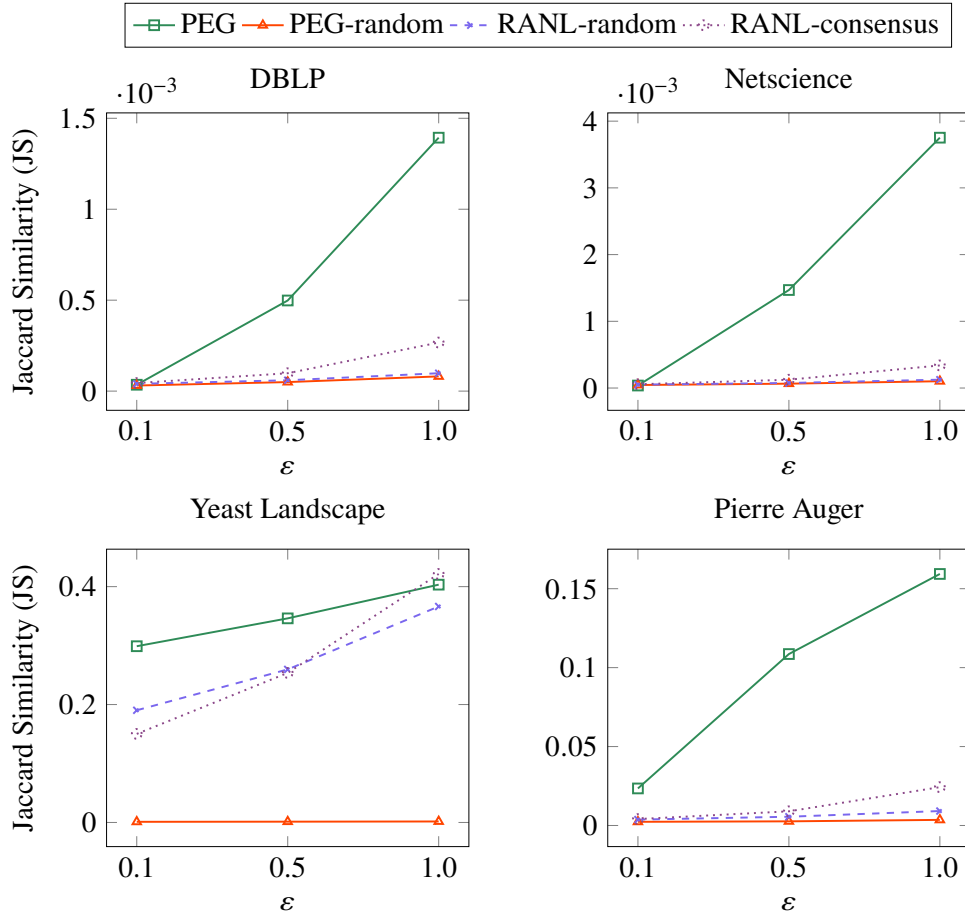 PEG PEG-random RANL-random RANL-consensus
DBLP
·10⁻³
Jaccard Similarity (JS)
1.5
1
0.5
0
0.1 0.5 1.0
ε
Netscience
·10⁻³
4
3
2
1
0
0.1 0.5 1.0
ε
Yeast Landscape
Jaccard Similarity (JS)
0.4
0.2
0
0.1 0.5 1.0
ε
Pierre Auger
0.15
0.1
0.05
0
0.1 0.5 1.0
ε